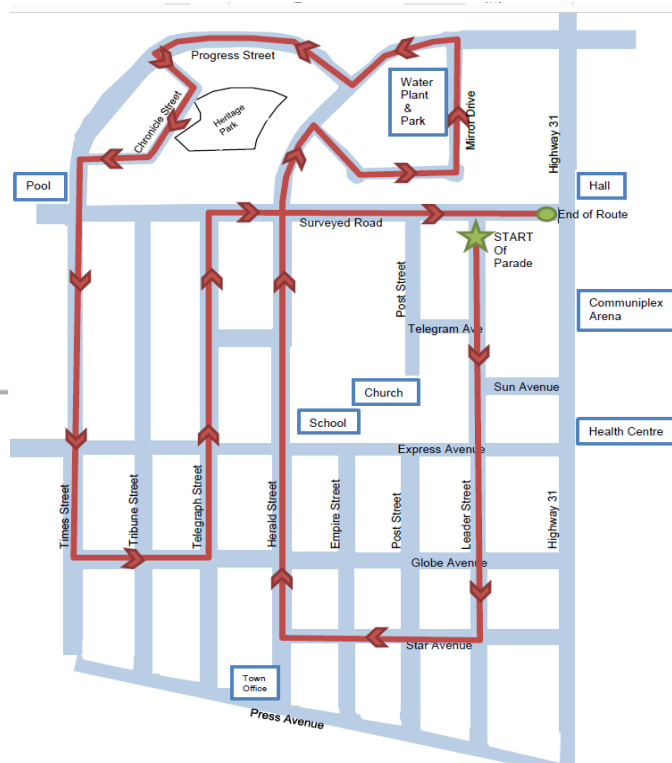 Progress Street
Water
Plant
&
Park
Chronicle Street
Heritage
Park
Mirror Drive
Highway 31
Pool
Hall
End of Route
Surveyed Road
START
Of
Parade
Post Street
Communiplex
Arena
Telegram Ave
Church
Sun Avenue
School
Health Centre
Express Avenue
Times Street
Tribune Street
Telegraph Street
Herald Street
Empire Street
Post Street
Leader Street
Highway 31
Globe Avenue
Star Avenue
Town
Office
Press Avenue